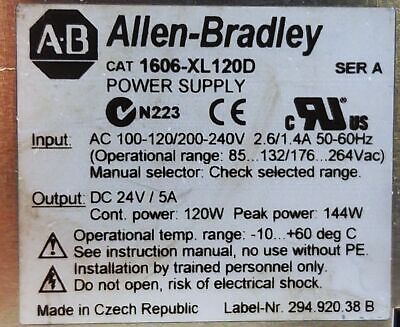 A-B Allen-Bradley
CAT 1606-XL120D SER A
POWER SUPPLY
N223 CE c RU us
Input: AC 100-120/200-240V 2.6/1.4A 50-60Hz
(Operational range: 85...132/176...264Vac)
Manual selector: Check selected range.
Output: DC 24V / 5A
Cont. power: 120W Peak power: 144W
Operational temp. range: -10...+60 deg C
See instruction manual, no use without PE.
Installation by trained personnel only.
Do not open, risk of electrical shock.
Made in Czech Republic Label-Nr. 294.920.38 B